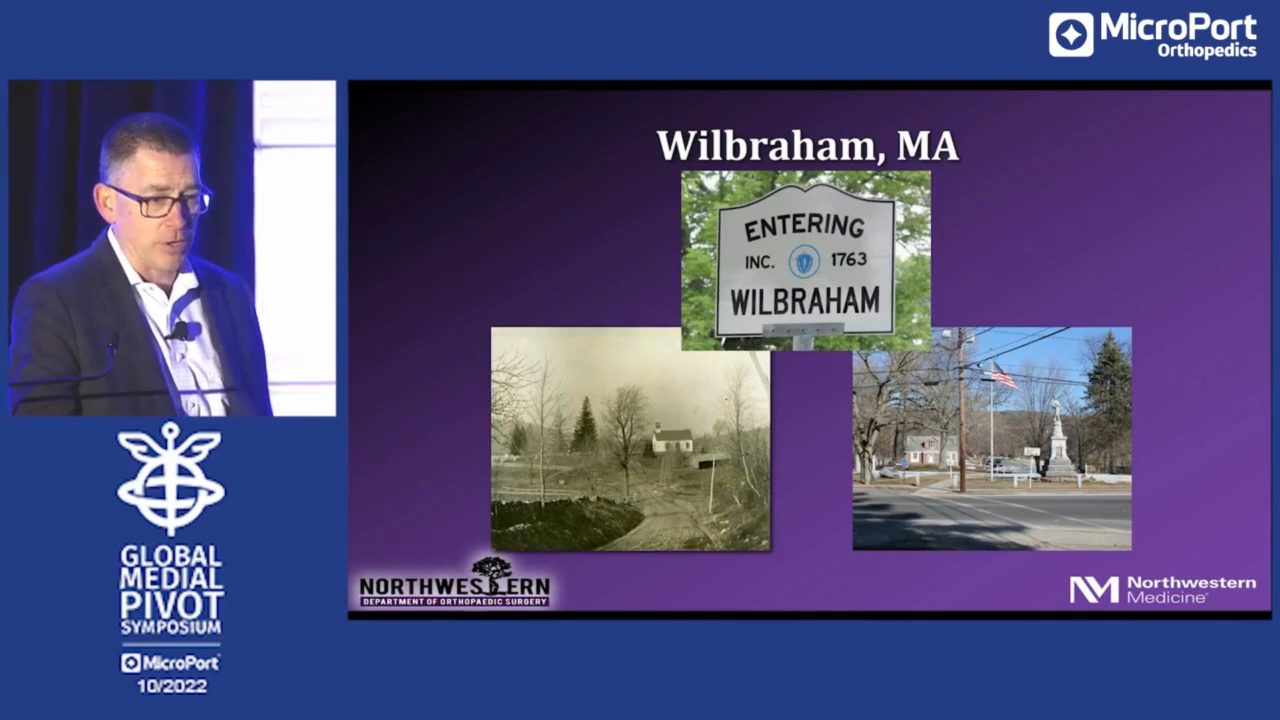 MicroPort
Orthopedics
Wilbraham, MA
ENTERING
INC. 1763
WILBRAHAM
NORTHWESTERN
DEPARTMENT OF ORTHOPAEDIC SURGERY
Northwestern
Medicine
GLOBAL
MEDIAL
PIVOT
SYMPOSIUM
MicroPort
10/2022